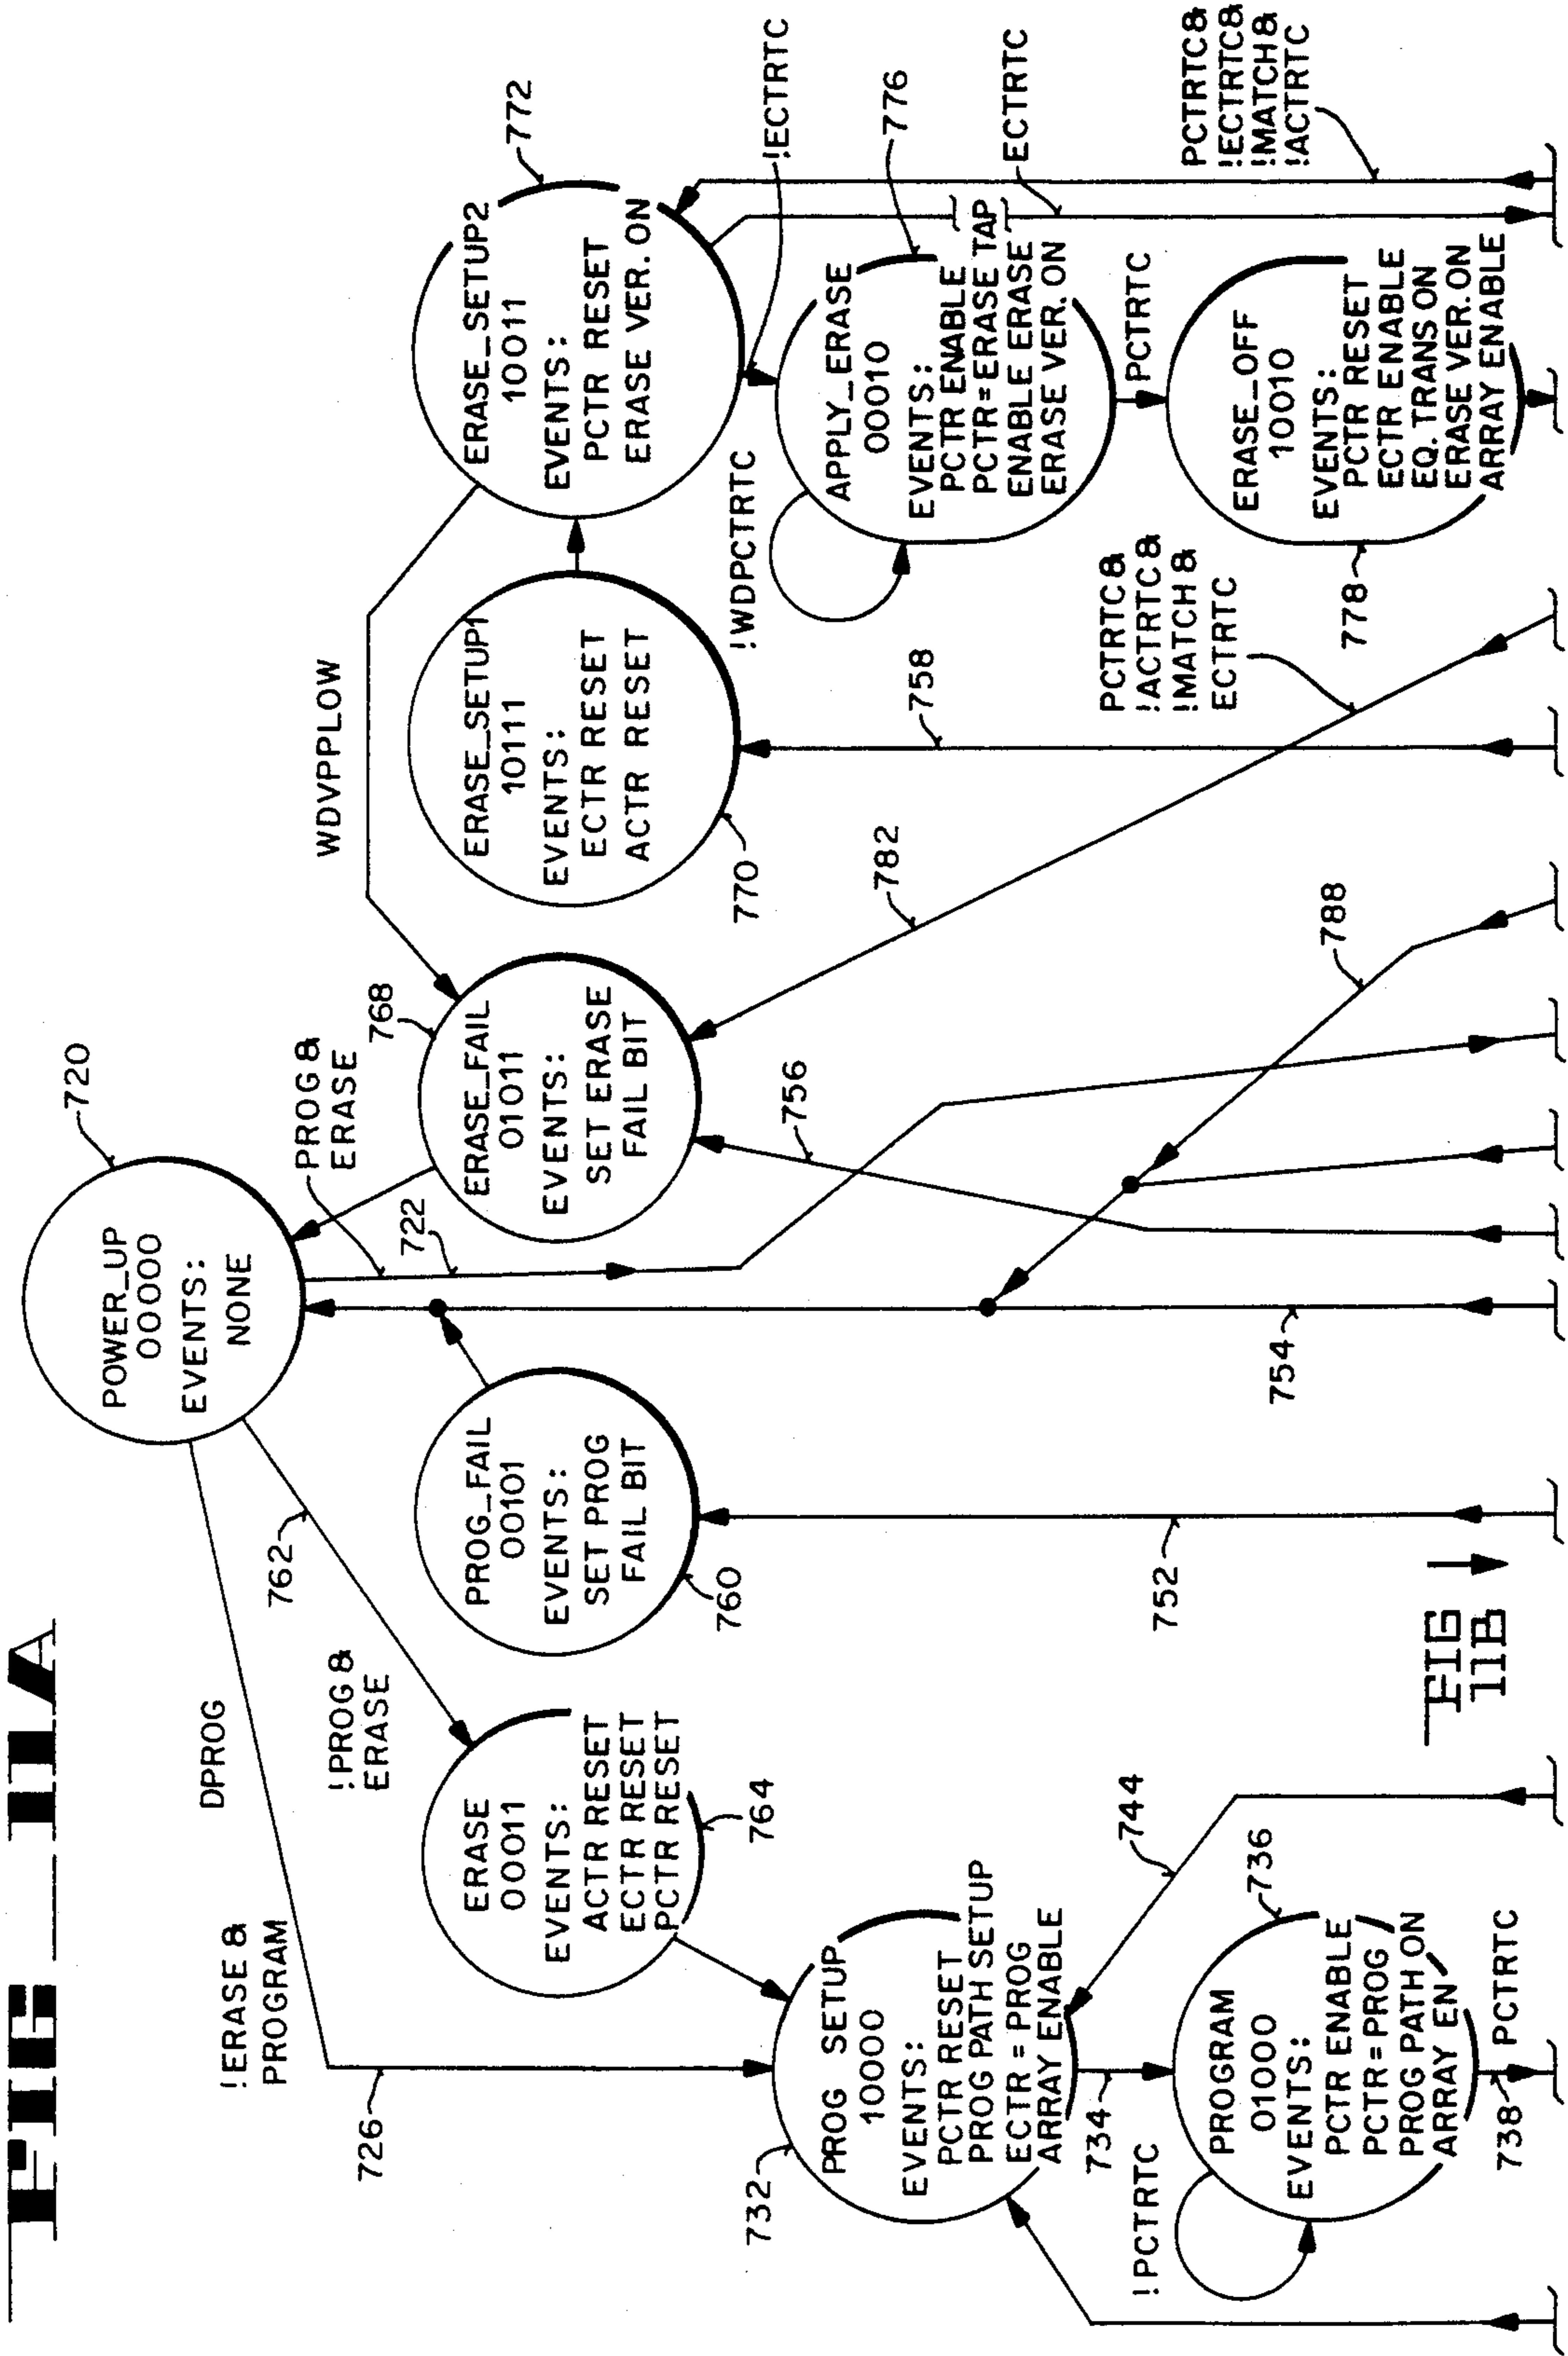 FIG 11A
POWER_UP
00000
EVENTS:
NONE
720
DPROG
!ERASE &
PROGRAM
726
762
!PROG &
ERASE
PROG &
ERASE
722
WDVPPLOW
ERASE
00011
EVENTS:
ACTR RESET
ECTR RESET
PCTR RESET
764
PROG_FAIL
00101
EVENTS:
SET PROG
FAIL BIT
760
ERASE_FAIL
01011
EVENTS:
SET ERASE
FAIL BIT
768
ERASE_SETUP1
10111
EVENTS:
ECTR RESET
ACTR RESET
770
ERASE_SETUP2
10011
EVENTS:
PCTR RESET
ERASE VER. ON
772
!ECTRTC
PROG SETUP
10000
EVENTS:
PCTR RESET
PROG PATH SETUP
ECTR = PROG
ARRAY ENABLE
732
734
744
!PCTRTC
PROGRAM
01000
EVENTS:
PCTR ENABLE
PCTR = PROG
PROG PATH ON
ARRAY EN
736
738
PCTRTC
752
754
756
758
782
788
!WDPCTRTC
APPLY_ERASE
00010
EVENTS:
PCTR ENABLE
PCTR = ERASE TAP
ENABLE ERASE
ERASE VER. ON
776
ECTRTC
PCTRTC
PCTRTC &
!ACTRTC &
!MATCH &
ECTRTC
PCTRTC &
!ECTRTC &
!MATCH &
!ACTRTC
ERASE_OFF
10010
EVENTS:
PCTR RESET
ECTR ENABLE
EQ. TRANS ON
ERASE VER. ON
ARRAY ENABLE
778
FIG
11B